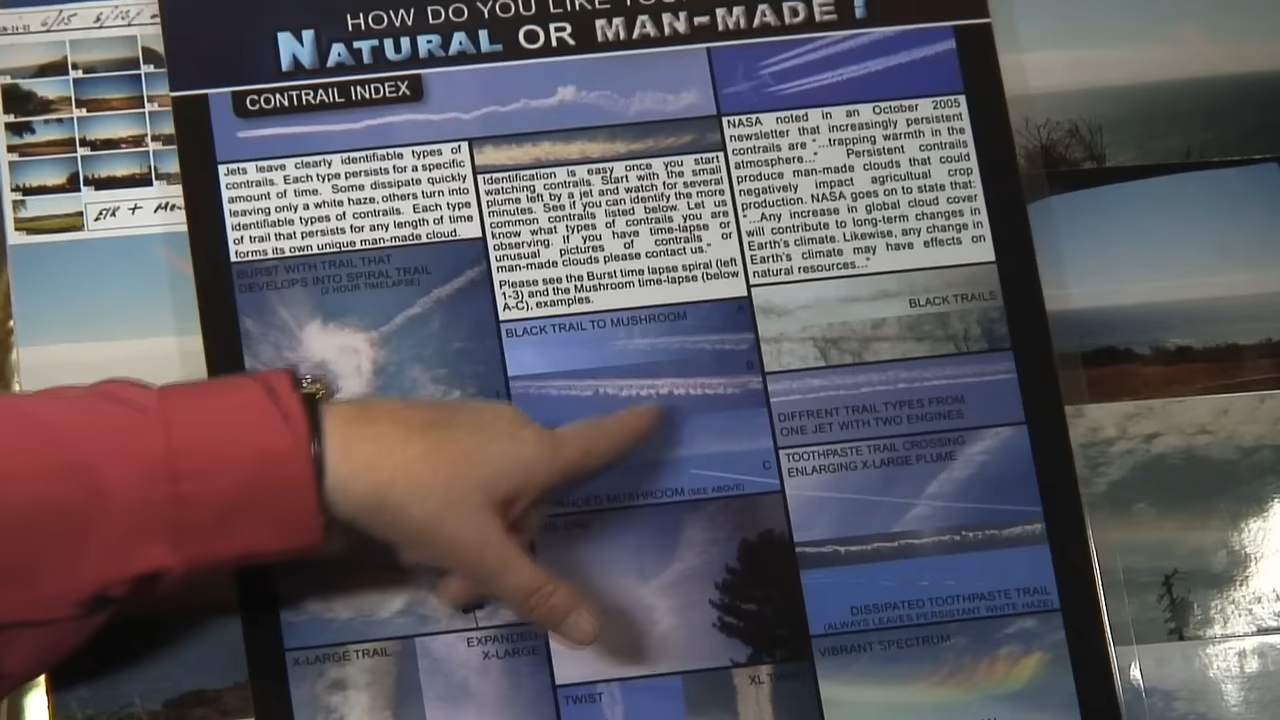 6/15 5/15/
HOW DO YOU LIKE
NATURAL OR MAN-MADE?
CONTRAIL INDEX
Jets leave clearly identifiable types of
contrails. Each type persists for a specific
amount of time. Some dissipate quickly
leaving only a white haze, others turn into
identifiable types of contrails. Each type
of trail that persists for any length of time
forms its own unique man-made cloud.
Identification is easy once you start
watching contrails. Start with the small
plume left by a jet and watch for several
minutes. See if you can identify the more
common contrails listed below. Let us
know what types of contrails you are
observing. If you have time-lapse or
unusual pictures of contrails or
man-made clouds please contact us."
Please see the Burst time lapse spiral (left
1-3) and the Mushroom time-lapse (below
A-C), examples.
NASA noted in an October 2005
newsletter that increasingly persistent
contrails are "...trapping warmth in the
atmosphere..." Persistent contrails
produce man-made clouds that could
negatively impact agricultural crop
production. NASA goes on to state that:
"...Any increase in global cloud cover
will contribute to long-term changes in
Earth's climate. Likewise, any change in
Earth's climate may have effects on
natural resources..."
BURST WITH TRAIL THAT
DEVELOPS INTO SPIRAL TRAIL
(2 HOUR TIMELAPSE)
BLACK TRAIL TO MUSHROOM
A
B
C
MUSHROOM (SEE ABOVE)
BLACK TRAILS
DIFFRENT TRAIL TYPES FROM
ONE JET WITH TWO ENGINES
TOOTHPASTE TRAIL CROSSING
ENLARGING X-LARGE PLUME
DISSIPATED TOOTHPASTE TRAIL
(ALWAYS LEAVES PERSISTANT WHITE HAZE)
VIBRANT SPECTRUM
X-LARGE TRAIL
EXPANDED
X-LARGE
TWIST
XL